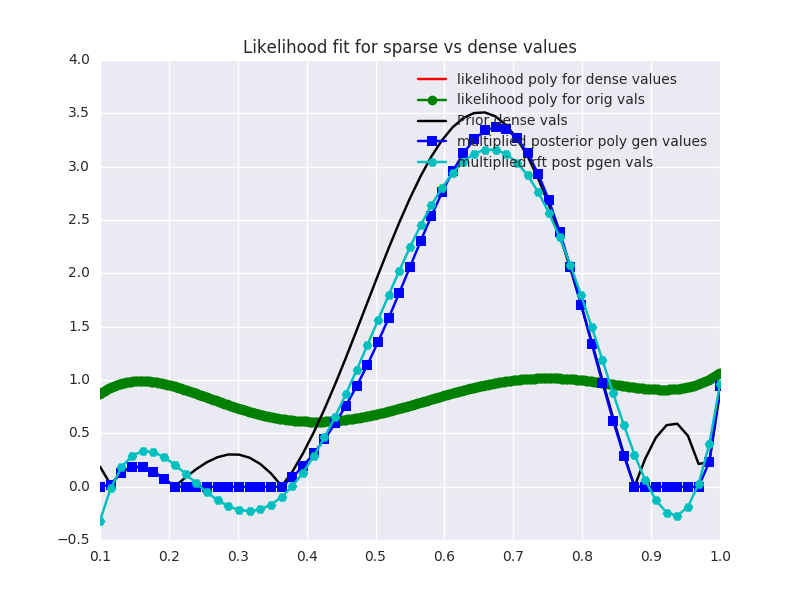 Likelihood fit for sparse vs dense values
likelihood poly for dense values
likelihood poly for orig vals
Prior dense vals
multiplied posterior poly gen values
multiplied fft post pgen vals
4.0
3.5
3.0
2.5
2.0
1.5
1.0
0.5
0.0
−0.5
0.1 0.2 0.3 0.4 0.5 0.6 0.7 0.8 0.9 1.0